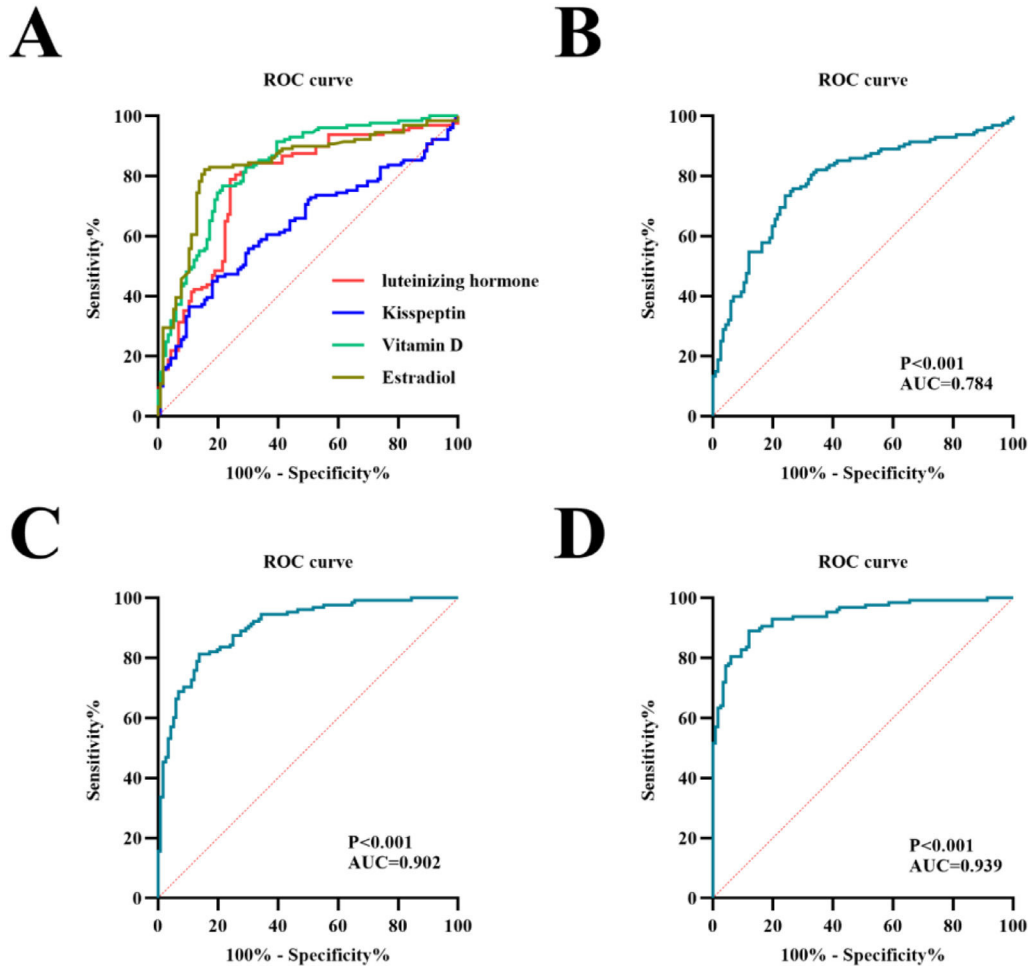 A
ROC curve
100
80
60
40
20
0
Sensitivity%
luteinizing hormone
Kisspeptin
Vitamin D
Estradiol
0 20 40 60 80 100
100% - Specificity%
B
ROC curve
100
80
60
40
20
0
Sensitivity%
P<0.001
AUC=0.784
0 20 40 60 80 100
100% - Specificity%
C
ROC curve
100
80
60
40
20
0
Sensitivity%
P<0.001
AUC=0.902
0 20 40 60 80 100
100% - Specificity%
D
ROC curve
100
80
60
40
20
0
Sensitivity%
P<0.001
AUC=0.939
0 20 40 60 80 100
100% - Specificity%